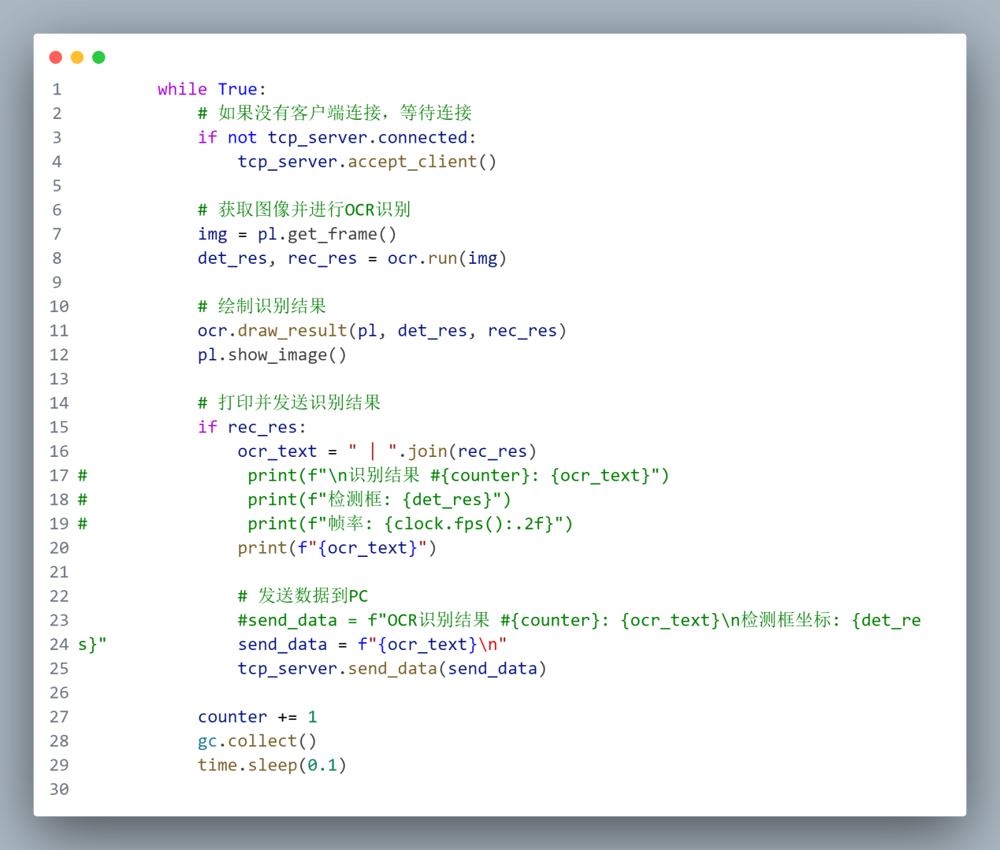 1 while True:
2 # 如果没有客户端连接，等待连接
3 if not tcp_server.connected:
4 tcp_server.accept_client()
5
6 # 获取图像并进行OCR识别
7 img = pl.get_frame()
8 det_res, rec_res = ocr.run(img)
9
10 # 绘制识别结果
11 ocr.draw_result(pl, det_res, rec_res)
12 pl.show_image()
13
14 # 打印并发送识别结果
15 if rec_res:
16 ocr_text = " | ".join(rec_res)
17 # print(f"\n识别结果 #{counter}: {ocr_text}")
18 # print(f"检测框: {det_res}")
19 # print(f"帧率: {clock.fps():.2f}")
20 print(f"{ocr_text}")
21
22 # 发送数据到PC
23 #send_data = f"OCR识别结果 #{counter}: {ocr_text}\n检测框坐标: {det_re
24 s}" send_data = f"{ocr_text}\n"
25 tcp_server.send_data(send_data)
26
27 counter += 1
28 gc.collect()
29 time.sleep(0.1)
30